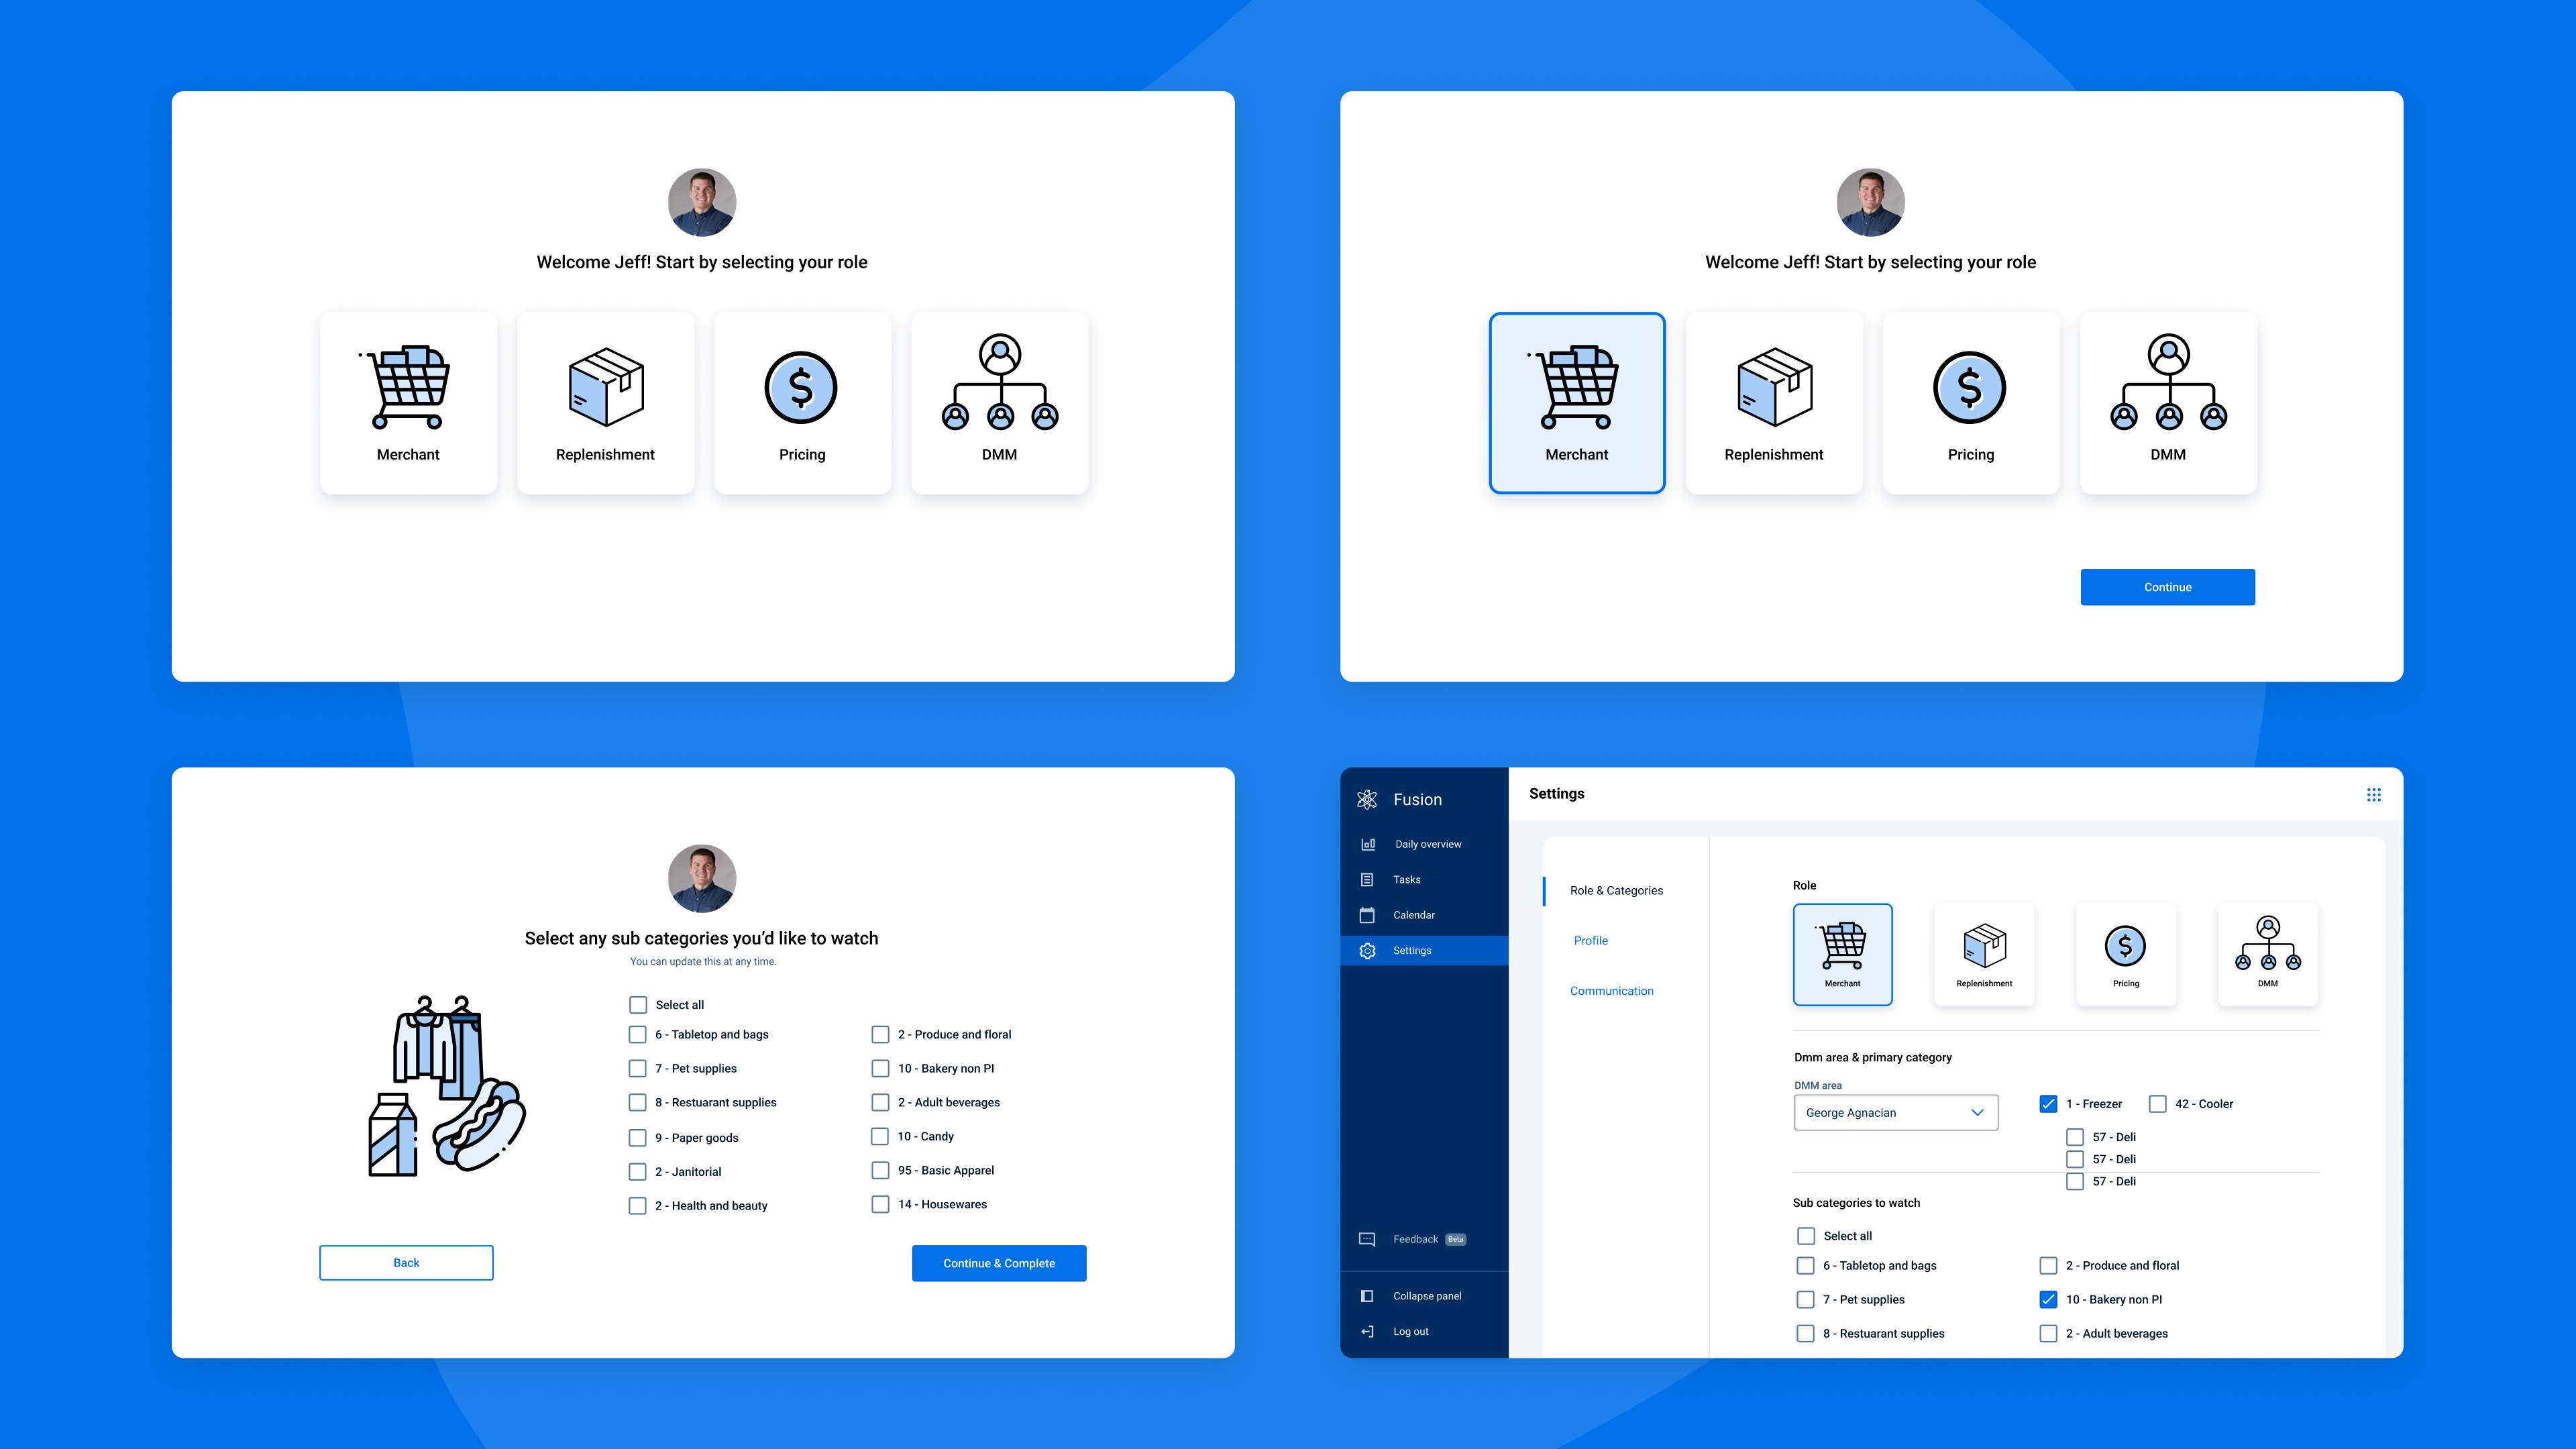 Welcome Jeff! Start by selecting your role
Merchant
Replenishment
Pricing
DMM
Welcome Jeff! Start by selecting your role
Merchant
Replenishment
Pricing
DMM
Continue
Select any sub categories you’d like to watch
You can update this at any time.
Select all
6 - Tabletop and bags
2 - Produce and floral
7 - Pet supplies
10 - Bakery non PI
8 - Restuarant supplies
2 - Adult beverages
9 - Paper goods
10 - Candy
2 - Janitorial
95 - Basic Apparel
2 - Health and beauty
14 - Housewares
Back
Continue & Complete
Fusion
Daily overview
Tasks
Calendar
Settings
Feedback Beta
Collapse panel
Log out
Settings
Role & Categories
Profile
Communication
Role
Merchant
Replenishment
Pricing
DMM
Dmm area & primary category
DMM area
George Agnacian
1 - Freezer
42 - Cooler
57 - Deli
57 - Deli
57 - Deli
Sub categories to watch
Select all
6 - Tabletop and bags
2 - Produce and floral
7 - Pet supplies
10 - Bakery non PI
8 - Restuarant supplies
2 - Adult beverages